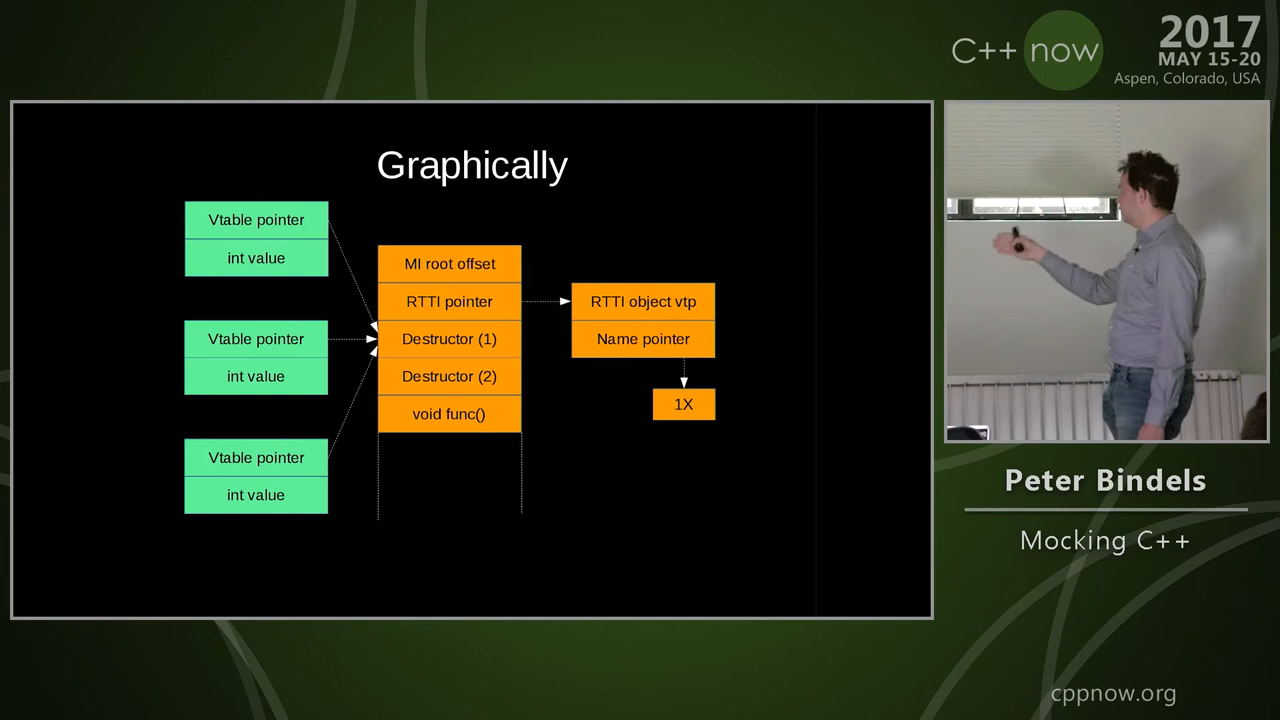 C++ now
2017
MAY 15-20
Aspen, Colorado, USA
Graphically
Vtable pointer
int value
Vtable pointer
int value
Vtable pointer
int value
MI root offset
RTTI pointer
Destructor (1)
Destructor (2)
void func()
RTTI object vtp
Name pointer
1X
Peter Bindels
Mocking C++
cppnow.org